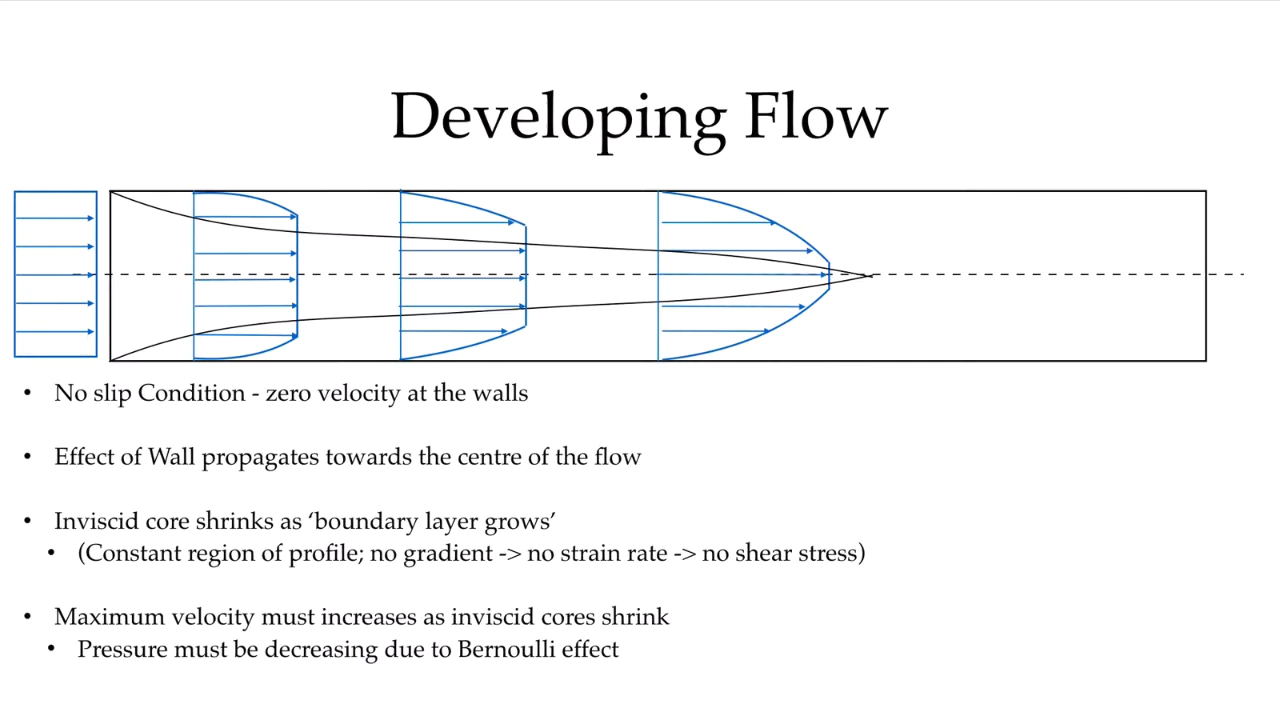 Developing Flow
• No slip Condition - zero velocity at the walls
• Effect of Wall propagates towards the centre of the flow
• Inviscid core shrinks as ‘boundary layer grows’
• (Constant region of profile; no gradient -> no strain rate -> no shear stress)
• Maximum velocity must increases as inviscid cores shrink
• Pressure must be decreasing due to Bernoulli effect